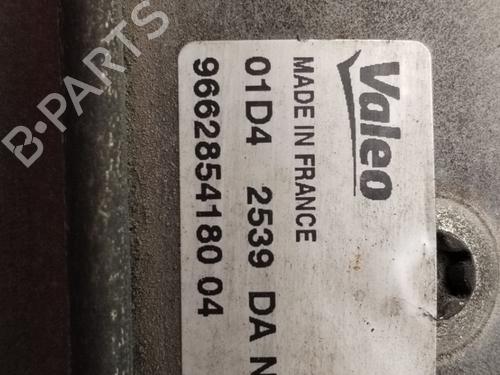 Valeo
MADE IN FRANCE
01D4 2539 DA N
9662854180 04
B-PARTS